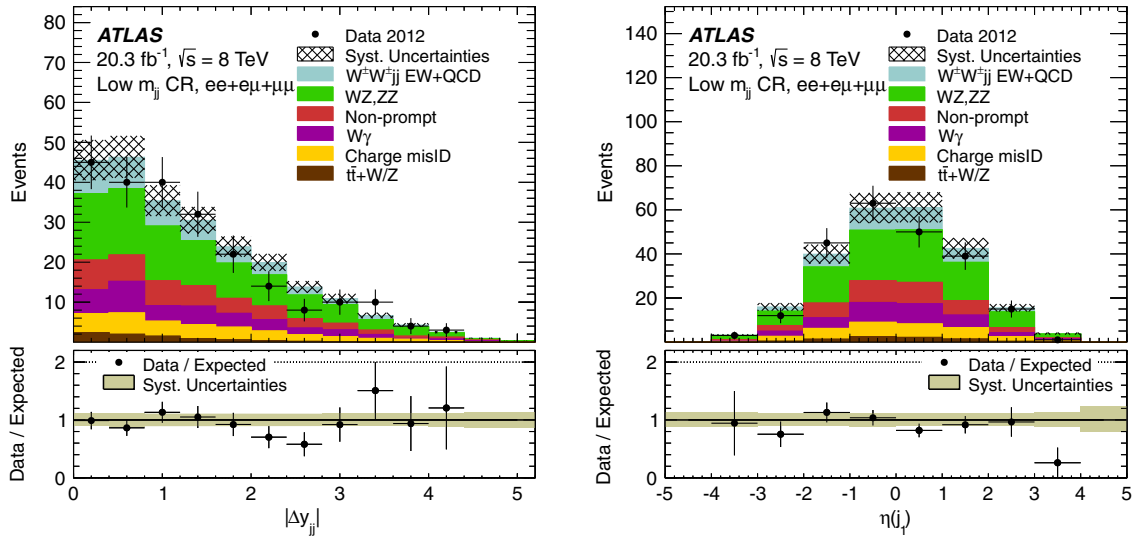 ATLAS
20.3 fb-1, √s = 8 TeV
Low mjj CR, ee+eμ+μμ
Data 2012
Syst. Uncertainties
W±W±jj EW+QCD
WZ,ZZ
Non-prompt
Wγ
Charge misID
tt̄+W/Z
Events
80
70
60
50
40
30
20
10
Data / Expected
Syst. Uncertainties
Data / Expected
2
1
0
0 1 2 3 4 5
|Δyjj|
ATLAS
20.3 fb-1, √s = 8 TeV
Low mjj CR, ee+eμ+μμ
Data 2012
Syst. Uncertainties
W±W±jj EW+QCD
WZ,ZZ
Non-prompt
Wγ
Charge misID
tt̄+W/Z
Events
140
120
100
80
60
40
20
Data / Expected
Syst. Uncertainties
Data / Expected
2
1
0
-5 -4 -3 -2 -1 0 1 2 3 4 5
η(j1)